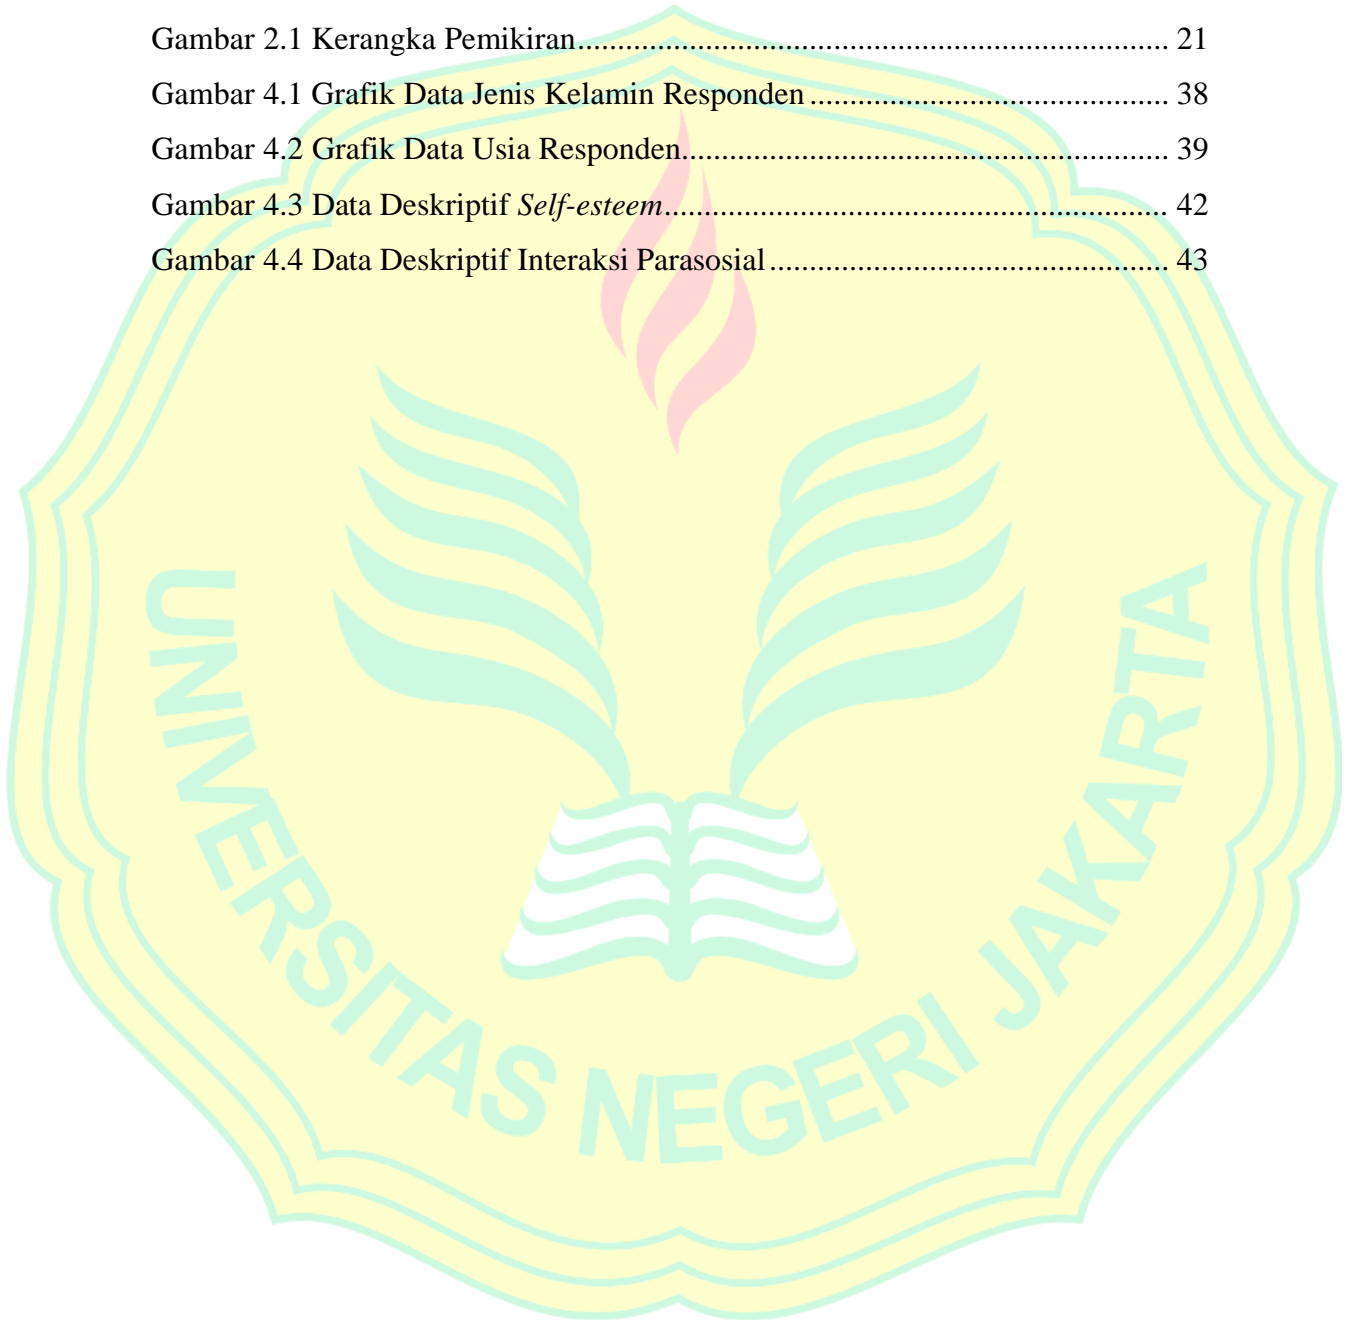 Gambar 2.1 Kerangka Pemikiran........................................................................... 21
Gambar 4.1 Grafik Data Jenis Kelamin Responden ............................................. 38
Gambar 4.2 Grafik Data Usia Responden.............................................................. 39
Gambar 4.3 Data Deskriptif Self-esteem................................................................ 42
Gambar 4.4 Data Deskriptif Interaksi Parasosial .................................................. 43
UNIVERSITAS NEGERI JAKARTA